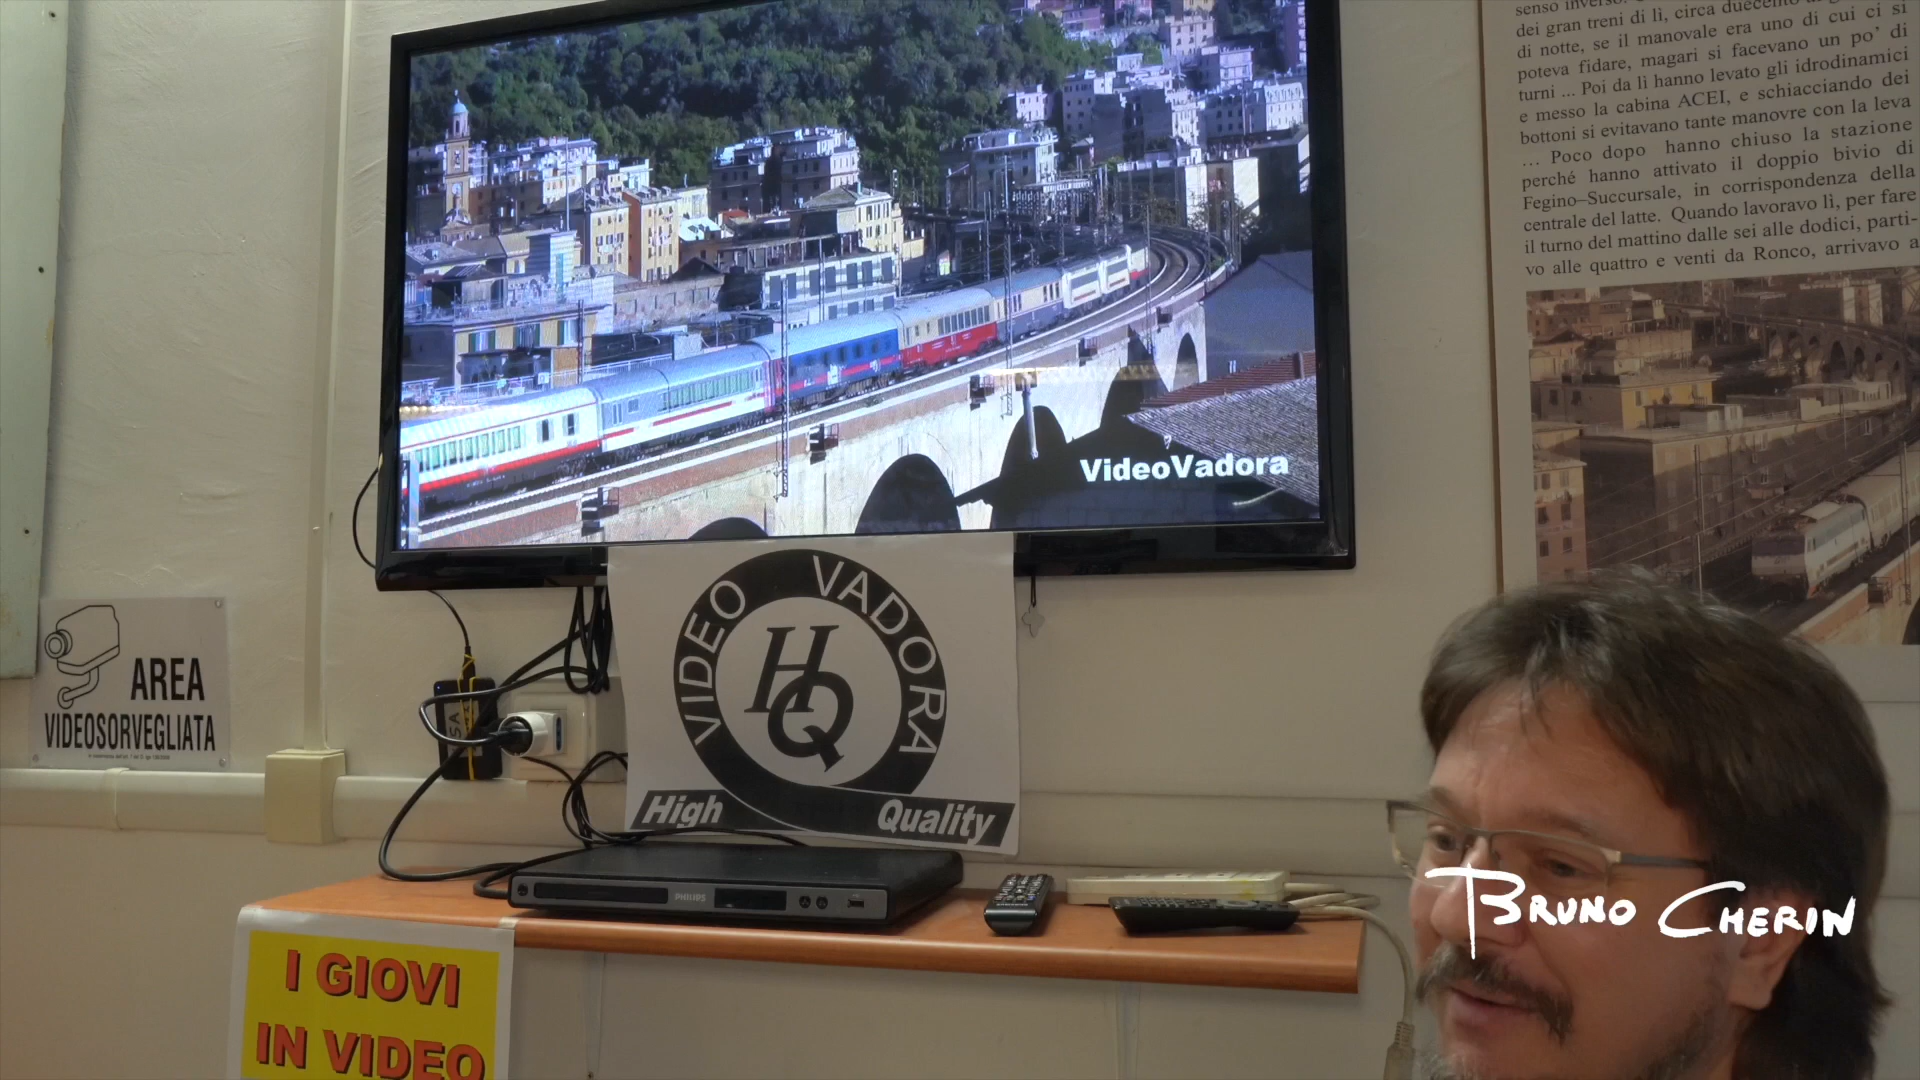 senso inverso.
dei gran treni di lì, circa duecento
di notte, se il manovale era uno di cui ci si
poteva fidare, magari si facevano un po' di
turni ... Poi da lì hanno levato gli idrodinamici
e messo la cabina ACEI, e schiacciando dei
bottoni si evitavano tante manovre con la leva
... Poco dopo hanno chiuso la stazione
perché hanno attivato il doppio bivio di
Fegino–Succursale, in corrispondenza della
centrale del latte. Quando lavoravo lì, per fare
il turno del mattino dalle sei alle dodici, parti-
vo alle quattro e venti da Ronco, arrivavo a
VideoVadora
VIDEO VADORA
HQ
High Quality
AREA
VIDEOSORVEGLIATA
PHILIPS
SAMSUNG
BRUNO CHERIN
I GIOVI
IN VIDEO